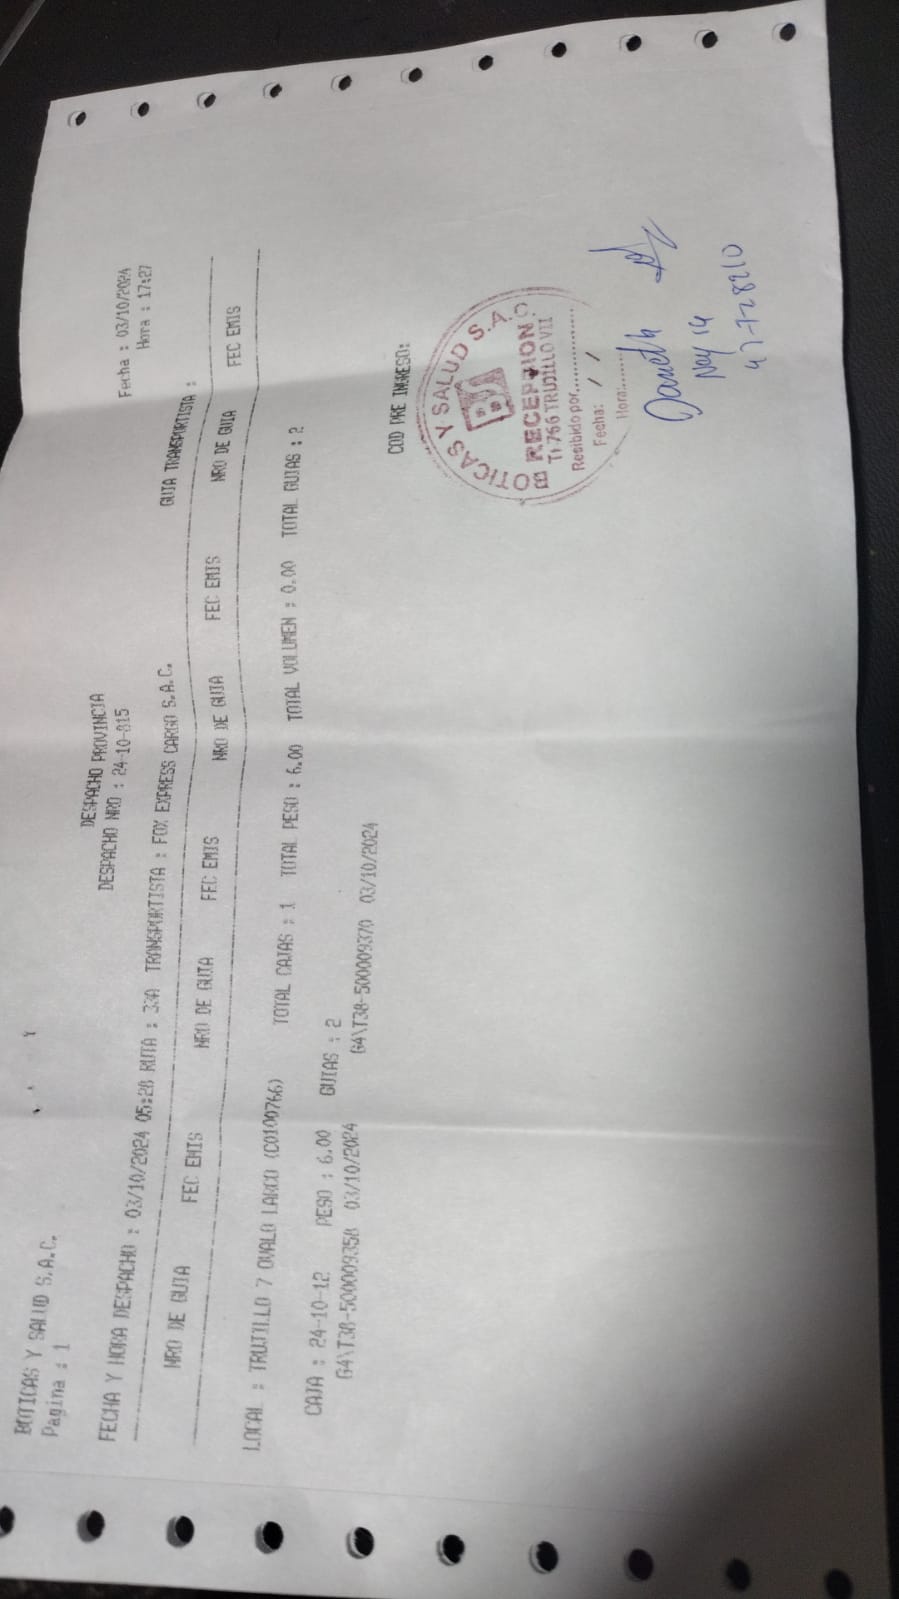 BOTICAS Y SALUD S.A.C.
Pagina : 1
Fecha : 03/10/2024
Hora : 17:27
DESPACHO PROVINCIA
DESPACHO NRO : 24-10-815
FECHA Y HORA DESPACHO : 03/10/2024 05:28 RUTA : 33A TRANSPORTISTA : FOX EXPRESS CARGO S.A.C. GUIA TRANSPORTISTA :
NRO DE GUIA FEC EMIS NRO DE GUIA FEC EMIS NRO DE GUIA FEC EMIS NRO DE GUIA FEC EMIS
LOCAL : TRUJILLO 7 OVALO LARCO (C0100766) TOTAL CAJAS : 1 TOTAL PESO : 6.00 TOTAL VOLUMEN : 0.00 TOTAL GUIAS : 2
CAJA : 24-10-12 PESO : 6.00 GUIAS : 2
G4\T38-500009358 03/10/2024 G4\T38-500009370 03/10/2024
COD PRE INGRESO:
BOTICAS Y SALUD S.A.C
BS
RECEPCION
T: 766 TRUJILLO VII
Recibido por:...............
Fecha: / /
Hora:.......
47728210